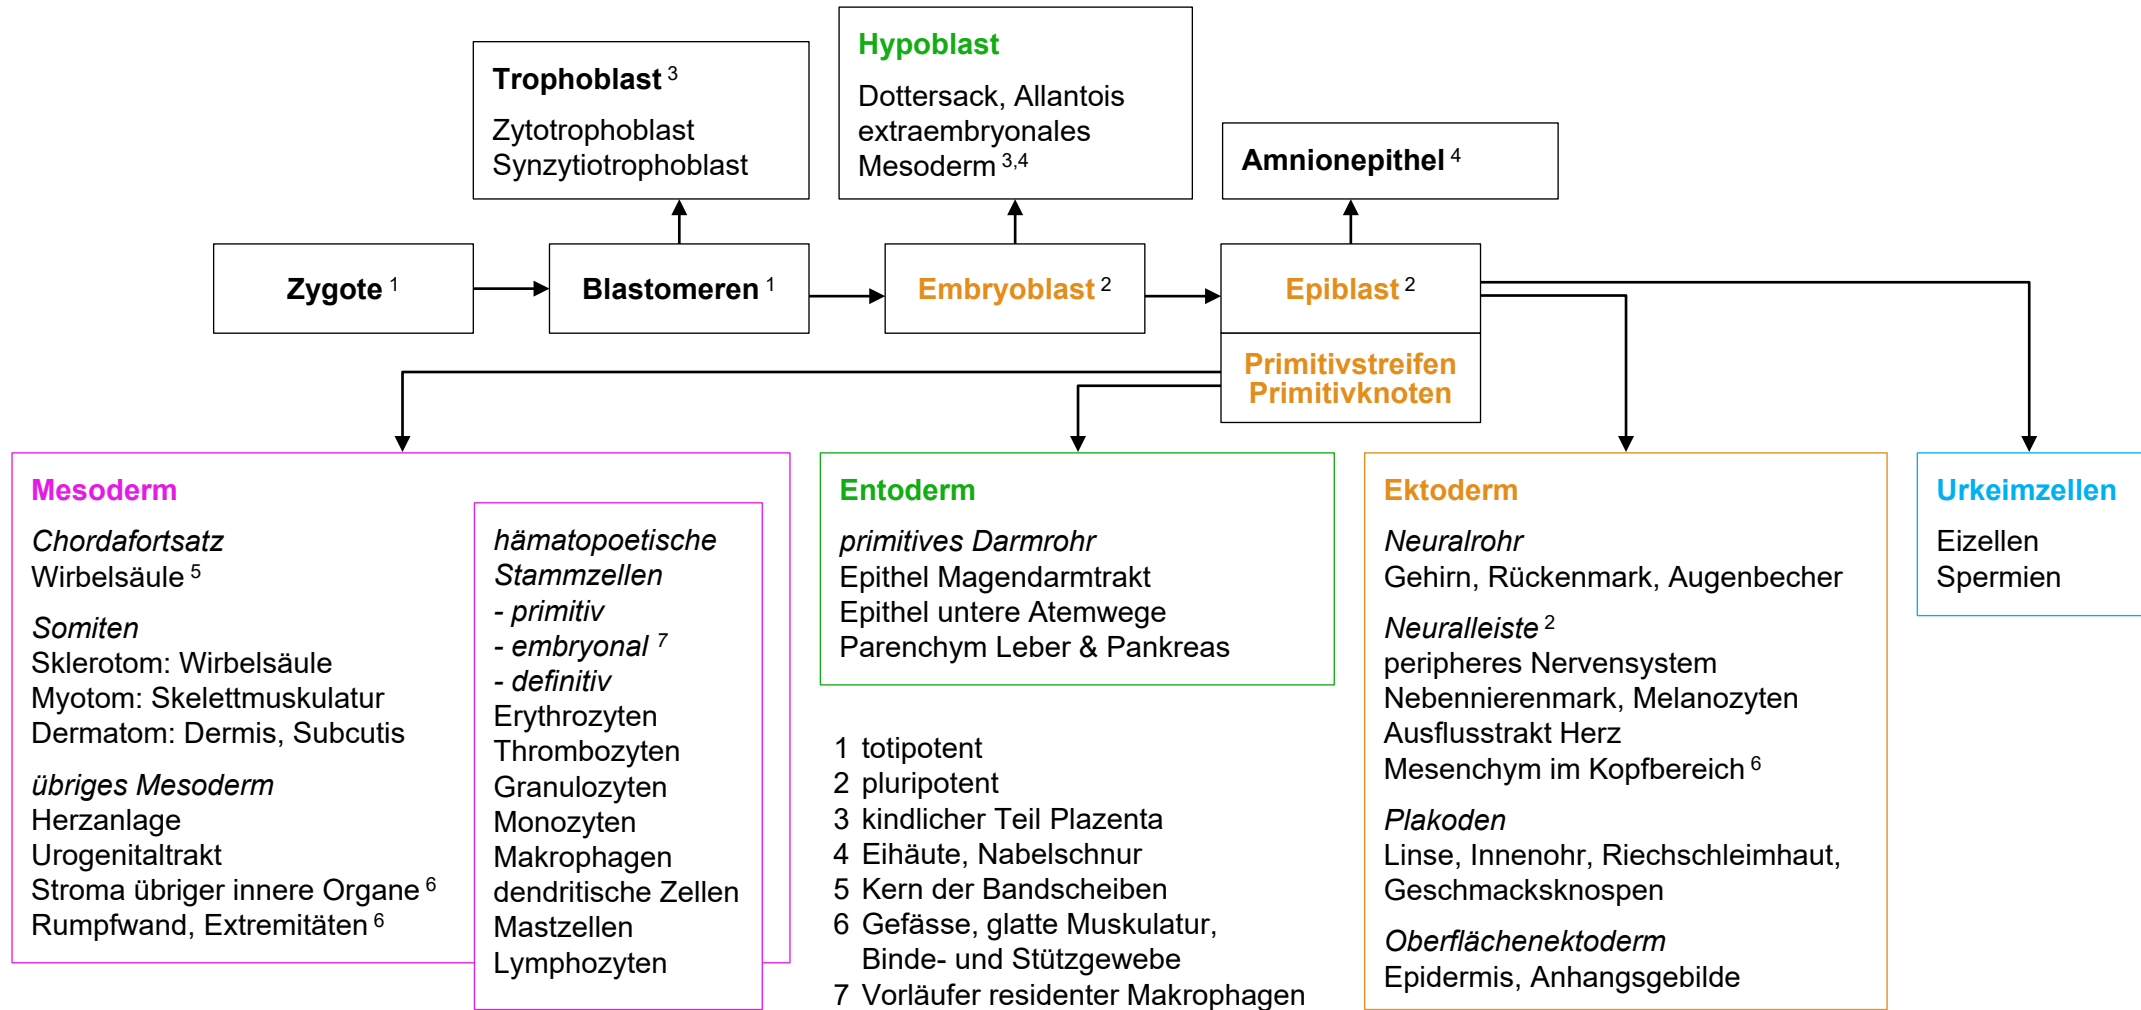 Trophoblast 3
Zytotrophoblast
Synzytiotrophoblast
Hypoblast
Dottersack, Allantois
extraembryonales
Mesoderm 3,4
Amnionepithel 4
Zygote 1
Blastomeren 1
Embryoblast 2
Epiblast 2
Primitivstreifen
Primitivknoten
Mesoderm
Chordafortsatz
Wirbelsäule 5
Somiten
Sklerotom: Wirbelsäule
Myotom: Skelettmuskulatur
Dermatom: Dermis, Subcutis
übriges Mesoderm
Herzanlage
Urogenitaltrakt
Stroma übriger innere Organe 6
Rumpfwand, Extremitäten 6
hämatopoetische
Stammzellen
- primitiv
- embryonal 7
- definitiv
Erythrozyten
Thrombozyten
Granulozyten
Monozyten
Makrophagen
dendritische Zellen
Mastzellen
Lymphozyten
Entoderm
primitives Darmrohr
Epithel Magendarmtrakt
Epithel untere Atemwege
Parenchym Leber & Pankreas
1 totipotent
2 pluripotent
3 kindlicher Teil Plazenta
4 Eihäute, Nabelschnur
5 Kern der Bandscheiben
6 Gefässe, glatte Muskulatur,
Binde- und Stützgewebe
7 Vorläufer residenter Makrophagen
Ektoderm
Neuralrohr
Gehirn, Rückenmark, Augenbecher
Neuralleiste 2
peripheres Nervensystem
Nebennierenmark, Melanozyten
Ausflusstrakt Herz
Mesenchym im Kopfbereich 6
Plakoden
Linse, Innenohr, Riechschleimhaut,
Geschmacksknospen
Oberflächenektoderm
Epidermis, Anhangsgebilde
Urkeimzellen
Eizellen
Spermien